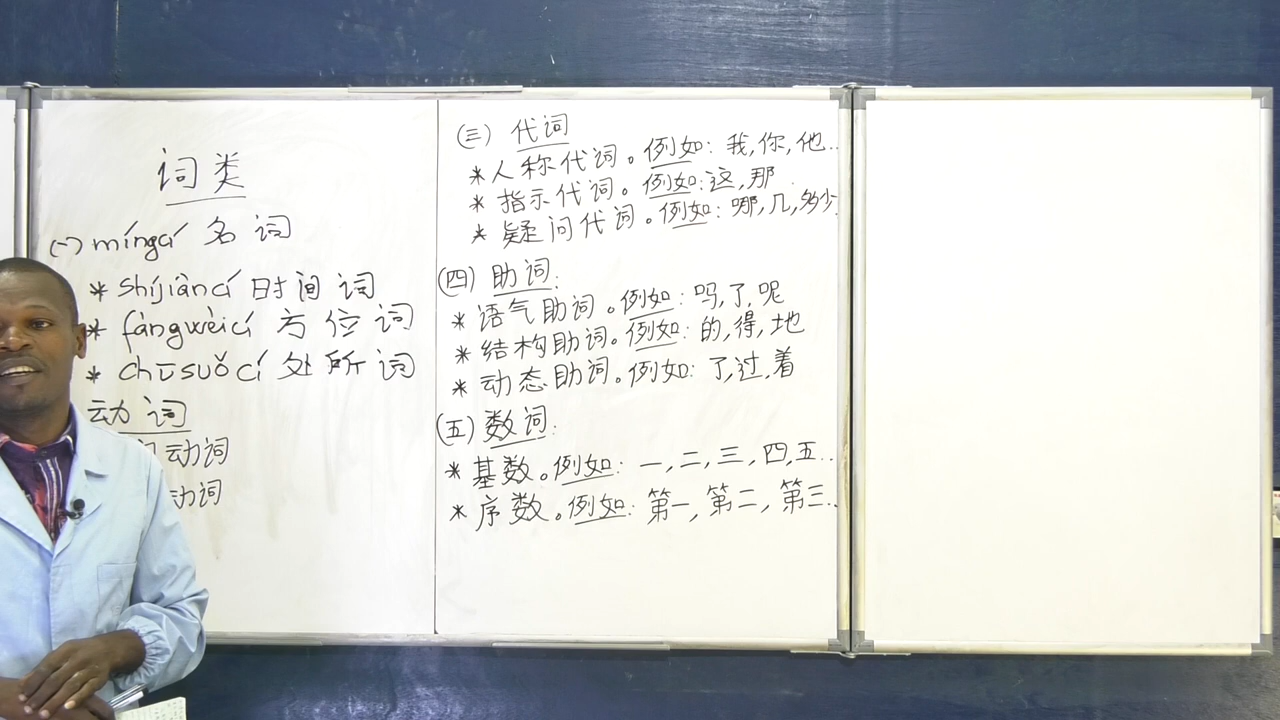 词类
(一) míngcí 名词
* shíjiàncí 时间词
* fāngwèicí 方位词
* chùsuǒcí 处所词
动词
动词
动词
(三) 代词
* 人称代词。例如: 我,你,他..
* 指示代词。例如:这,那
* 疑问代词。例如: 哪,几,多少.
(四) 助词:
* 语气助词。例如: 吗,了,呢
* 结构助词。例如: 的,得,地
* 动态助词。例如: 了,过,着
(五) 数词:
* 基数。例如: 一,二,三,四,五..
* 序数。例如: 第一, 第二, 第三..